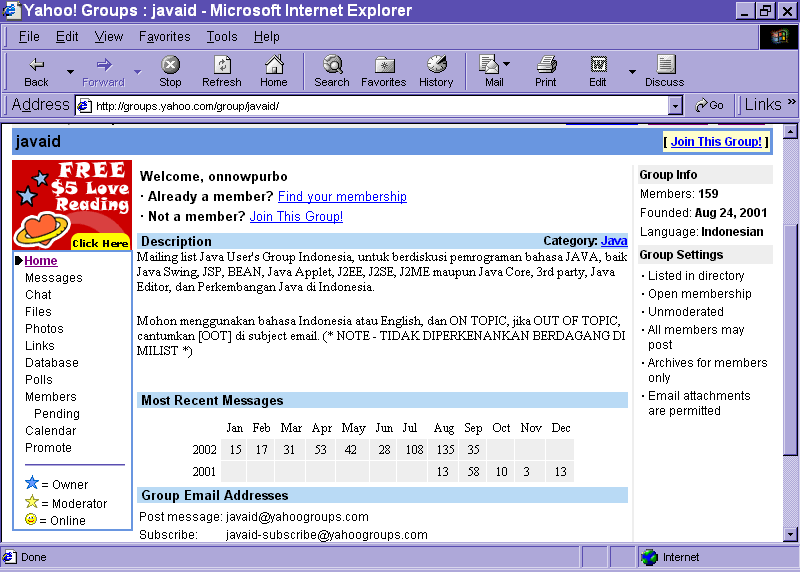 Yahoo! Groups : javaid - Microsoft Internet Explorer
File Edit View Favorites Tools Help
Back Forward Stop Refresh Home Search Favorites History Mail Print Edit Discuss
Address http://groups.yahoo.com/group/javaid/ Go Links »
javaid [ Join This Group! ]
FREE
$5 Love
Reading
Click Here
Home
Messages
Chat
Files
Photos
Links
Database
Polls
Members
Pending
Calendar
Promote
= Owner
= Moderator
= Online
Welcome, onnowpurbo
· Already a member? Find your membership
· Not a member? Join This Group!
Description Category: Java
Mailing list Java User's Group Indonesia, untuk berdiskusi pemrograman bahasa JAVA, baik
Java Swing, JSP, BEAN, Java Applet, J2EE, J2SE, J2ME maupun Java Core, 3rd party, Java
Editor, dan Perkembangan Java di Indonesia.
Mohon menggunakan bahasa Indonesia atau English, dan ON TOPIC, jika OUT OF TOPIC,
cantumkan [OOT] di subject email. (* NOTE - TIDAK DIPERKENANKAN BERDAGANG DI
MILIST *)
Most Recent Messages
Jan Feb Mar Apr May Jun Jul Aug Sep Oct Nov Dec
2002 15 17 31 53 42 28 108 135 35
2001 13 58 10 3 13
Group Email Addresses
Post message: javaid@yahoogroups.com
Subscribe: javaid-subscribe@yahoogroups.com
Group Info
Members: 159
Founded: Aug 24, 2001
Language: Indonesian
Group Settings
· Listed in directory
· Open membership
· Unmoderated
· All members may
post
· Archives for members
only
· Email attachments
are permitted
Done Internet